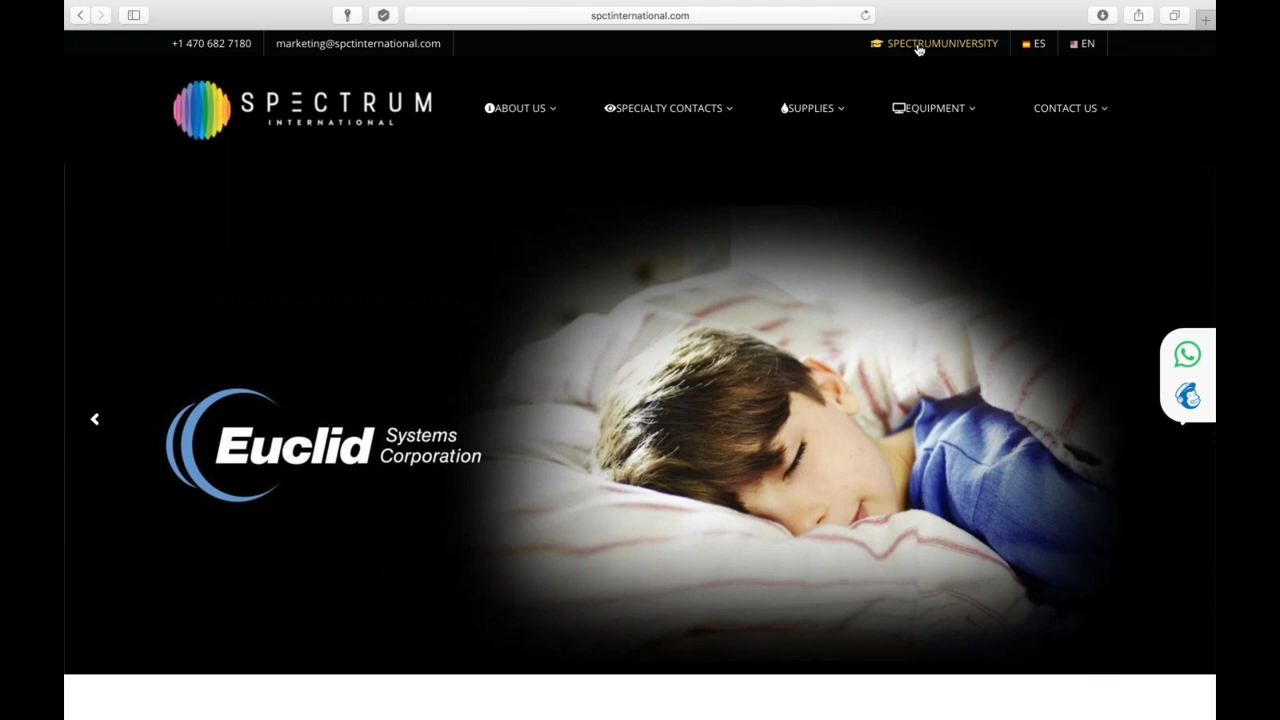 spctinternational.com
+1 470 682 7180
marketing@spctinternational.com
SPECTRUMUNIVERSITY
ES
EN
SPECTRUM
INTERNATIONAL
ABOUT US
SPECIALTY CONTACTS
SUPPLIES
EQUIPMENT
CONTACT US
Euclid Systems
Corporation